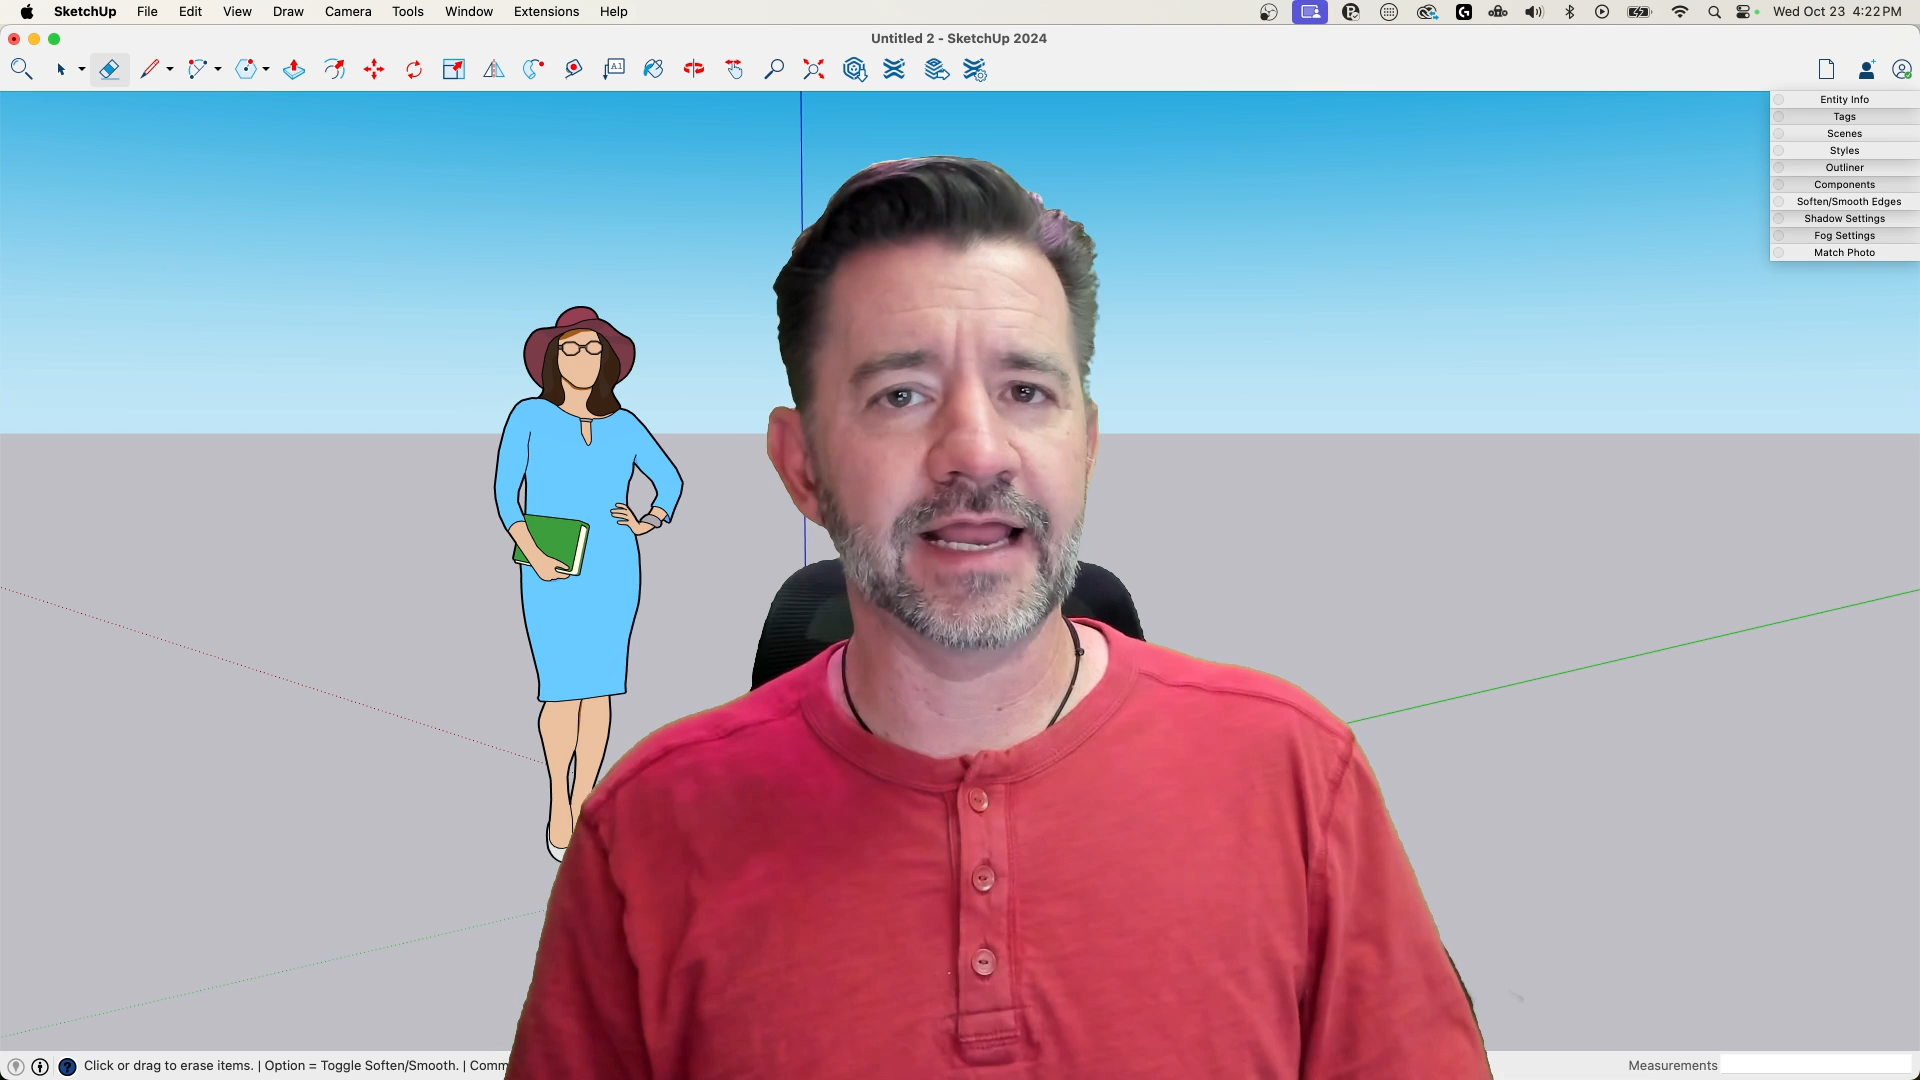 SketchUp File Edit View Draw Camera Tools Window Extensions Help
Wed Oct 23 4:22 PM
Untitled 2 - SketchUp 2024
A1
Entity Info
Tags
Scenes
Styles
Outliner
Components
Soften/Smooth Edges
Shadow Settings
Fog Settings
Match Photo
Click or drag to erase items. | Option = Toggle Soften/Smooth. | Comm
Measurements